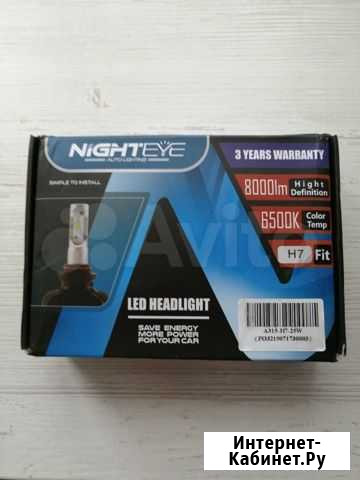 NIGHTEYE
AUTO LIGHTING
3 YEARS WARRANTY
SIMPLE TO INSTALL
8000lm Hight Definition
6500K Color Temp
H7 Fit
LED HEADLIGHT
SAVE ENERGY
MORE POWER
FOR YOUR CAR
A315-H7-25W
Avito
Интернет-
Кабинет.Ру